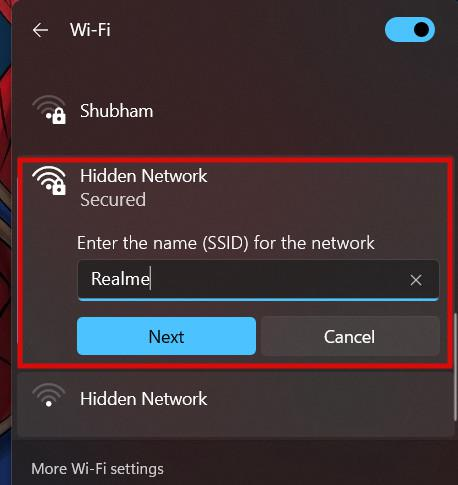 Wi-Fi
Shubham
Hidden Network
Secured
Enter the name (SSID) for the network
Realme
Next Cancel
Hidden Network
More Wi-Fi settings